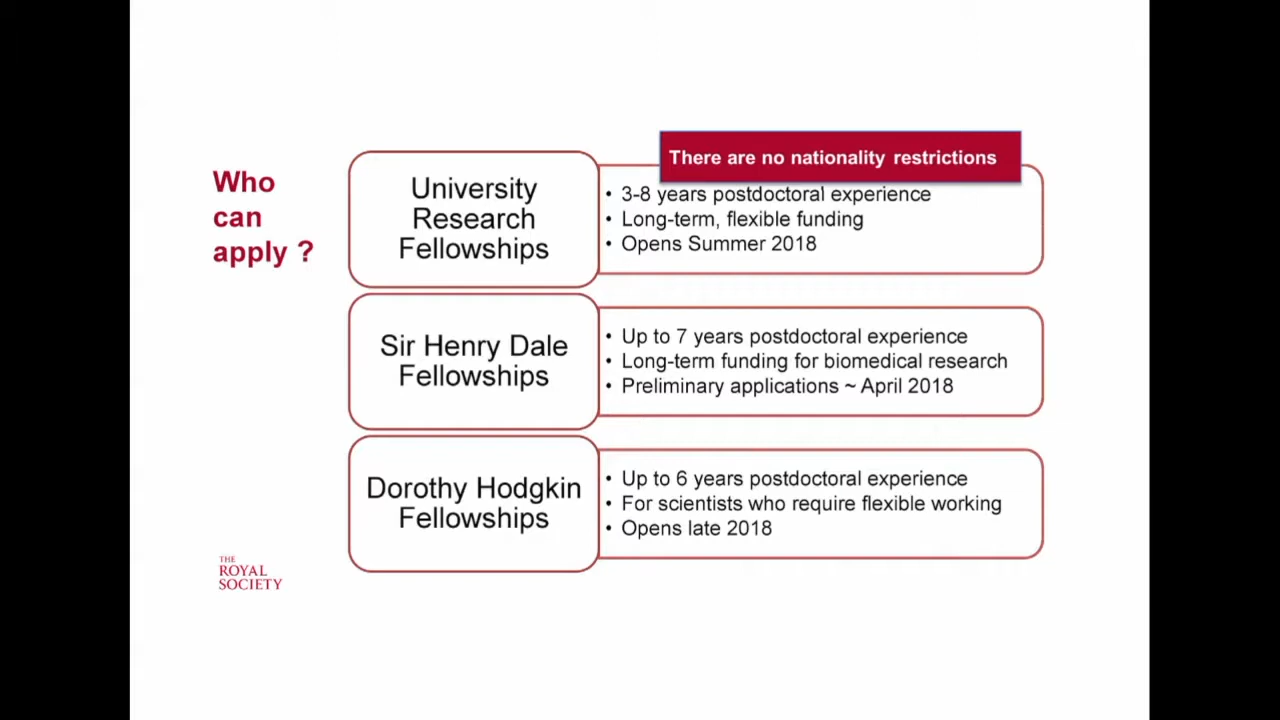 Who
can
apply ?
There are no nationality restrictions
University
Research
Fellowships
• 3-8 years postdoctoral experience
• Long-term, flexible funding
• Opens Summer 2018
Sir Henry Dale
Fellowships
• Up to 7 years postdoctoral experience
• Long-term funding for biomedical research
• Preliminary applications ~ April 2018
Dorothy Hodgkin
Fellowships
• Up to 6 years postdoctoral experience
• For scientists who require flexible working
• Opens late 2018
THE
ROYAL
SOCIETY